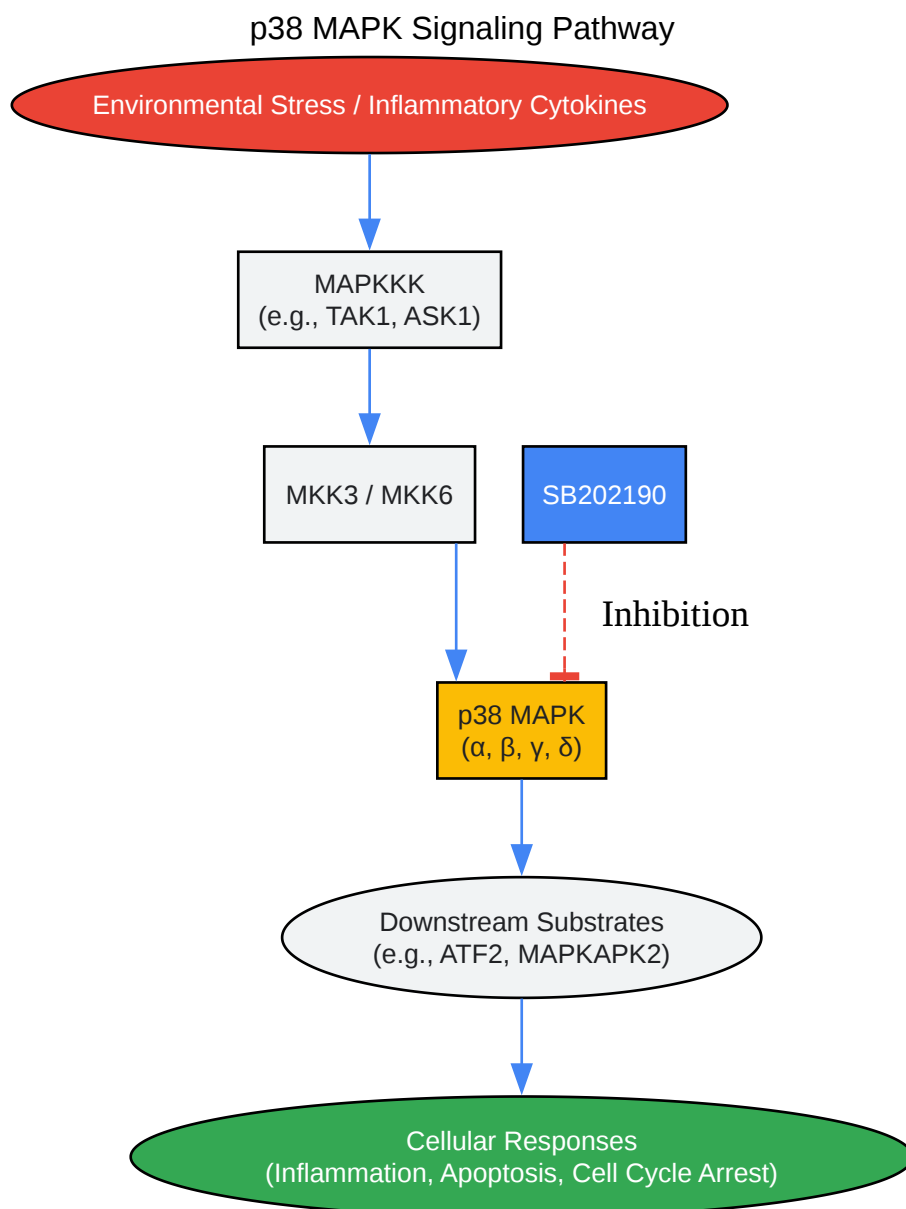 p38 MAPK Signaling Pathway
Environmental Stress / Inflammatory Cytokines
MAPKKK
(e.g., TAK1, ASK1)
MKK3 / MKK6
SB202190
Inhibition
p38 MAPK
(α, β, γ, δ)
Downstream Substrates
(e.g., ATF2, MAPKAPK2)
Cellular Responses
(Inflammation, Apoptosis, Cell Cycle Arrest)